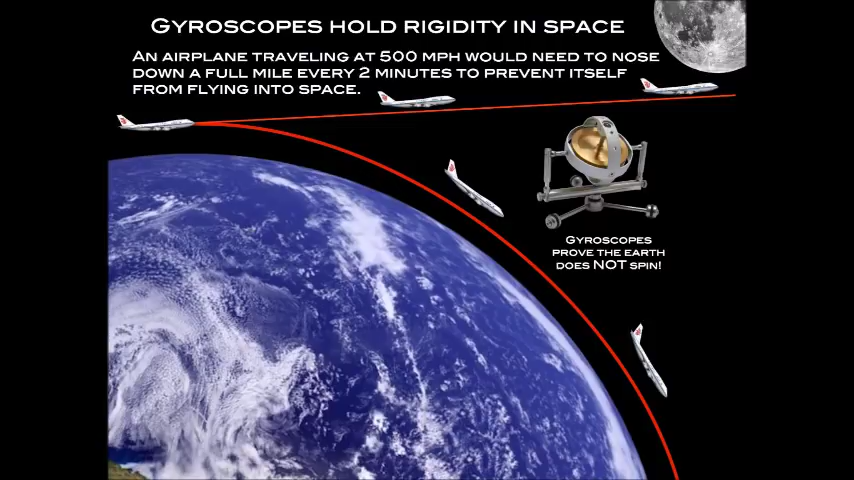 Gyroscopes hold rigidity in space
An airplane traveling at 500 mph would need to nose
down a full mile every 2 minutes to prevent itself
from flying into space.
Gyroscopes
prove the earth
does NOT spin!